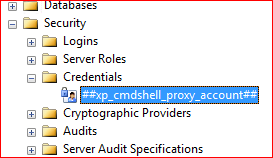 Databases
Security
Logins
Server Roles
Credentials
##xp_cmdshell_proxy_account##
Cryptographic Providers
Audits
Server Audit Specifications